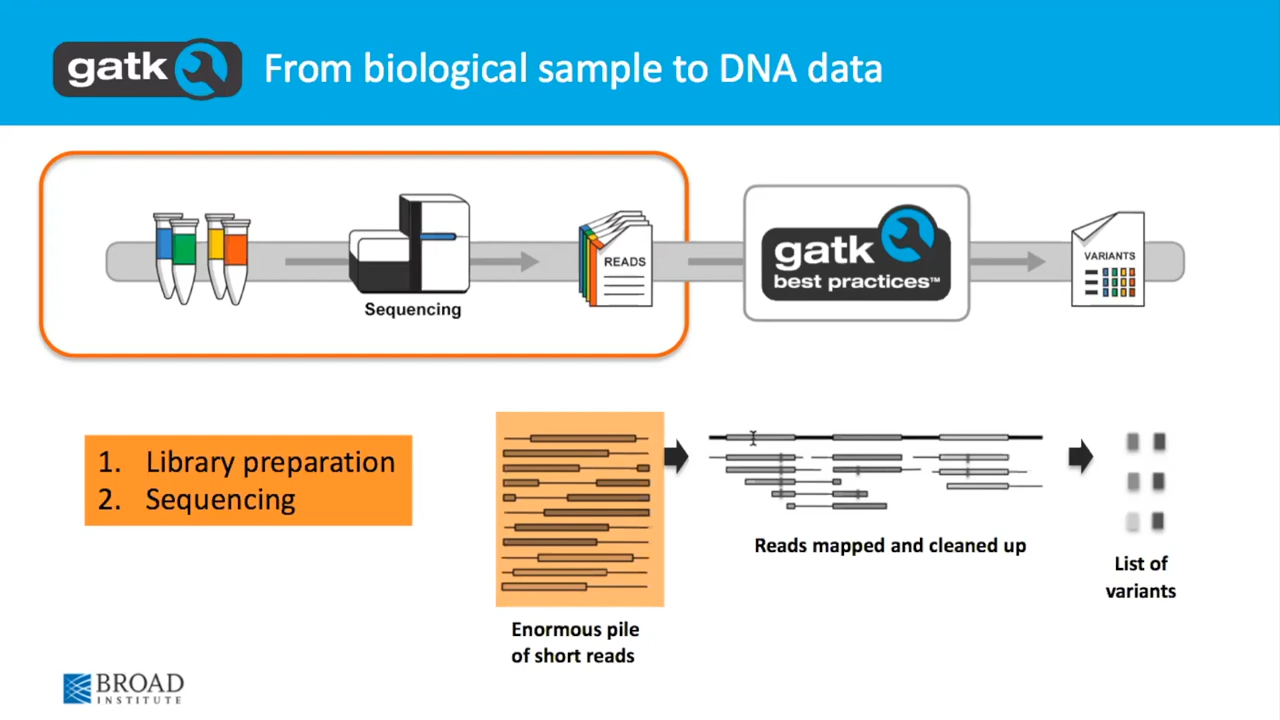 gatk From biological sample to DNA data
READS
Sequencing
gatk
best practices™
VARIANTS
1. Library preparation
2. Sequencing
Reads mapped and cleaned up
List of
variants
Enormous pile
of short reads
BROAD
INSTITUTE